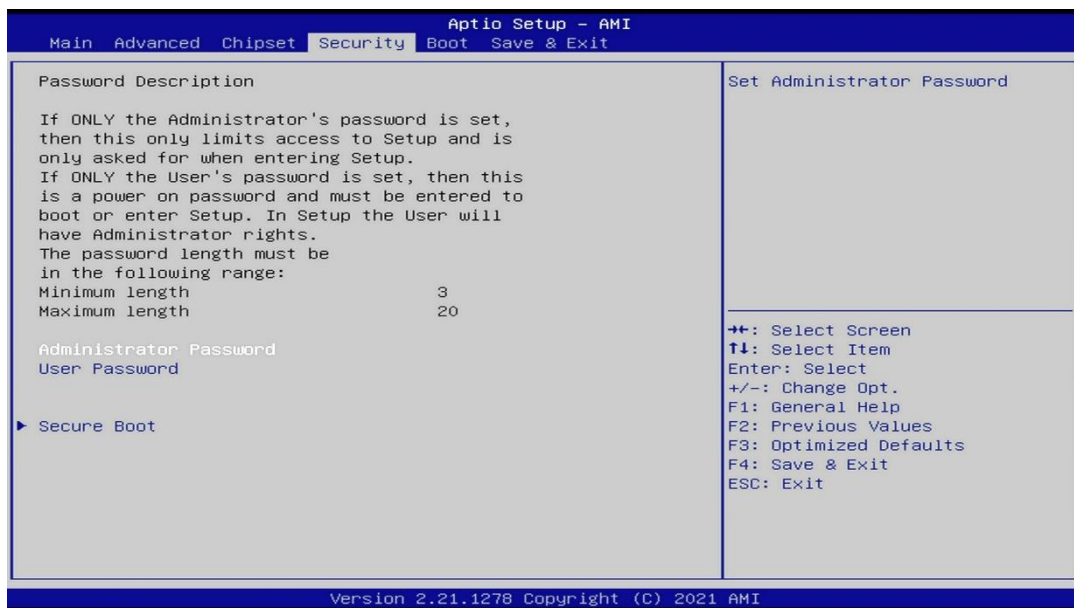 Aptio Setup – AMI
Main Advanced Chipset Security Boot Save & Exit
Password Description
If ONLY the Administrator's password is set,
then this only limits access to Setup and is
only asked for when entering Setup.
If ONLY the User's password is set, then this
is a power on password and must be entered to
boot or enter Setup. In Setup the User will
have Administrator rights.
The password length must be
in the following range:
Minimum length 3
Maximum length 20
Administrator Password
User Password
► Secure Boot
Set Administrator Password
→←: Select Screen
↑↓: Select Item
Enter: Select
+/-: Change Opt.
F1: General Help
F2: Previous Values
F3: Optimized Defaults
F4: Save & Exit
ESC: Exit
Version 2.21.1278 Copyright (C) 2021 AMI